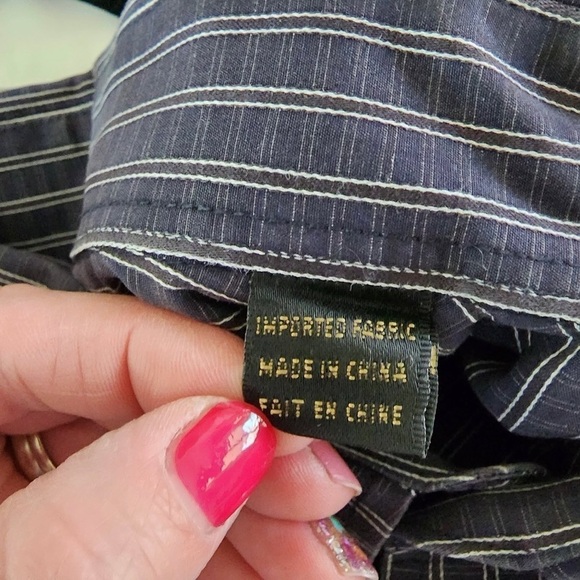 IMPORTED FABRIC
MADE IN CHINA
FAIT EN CHINE